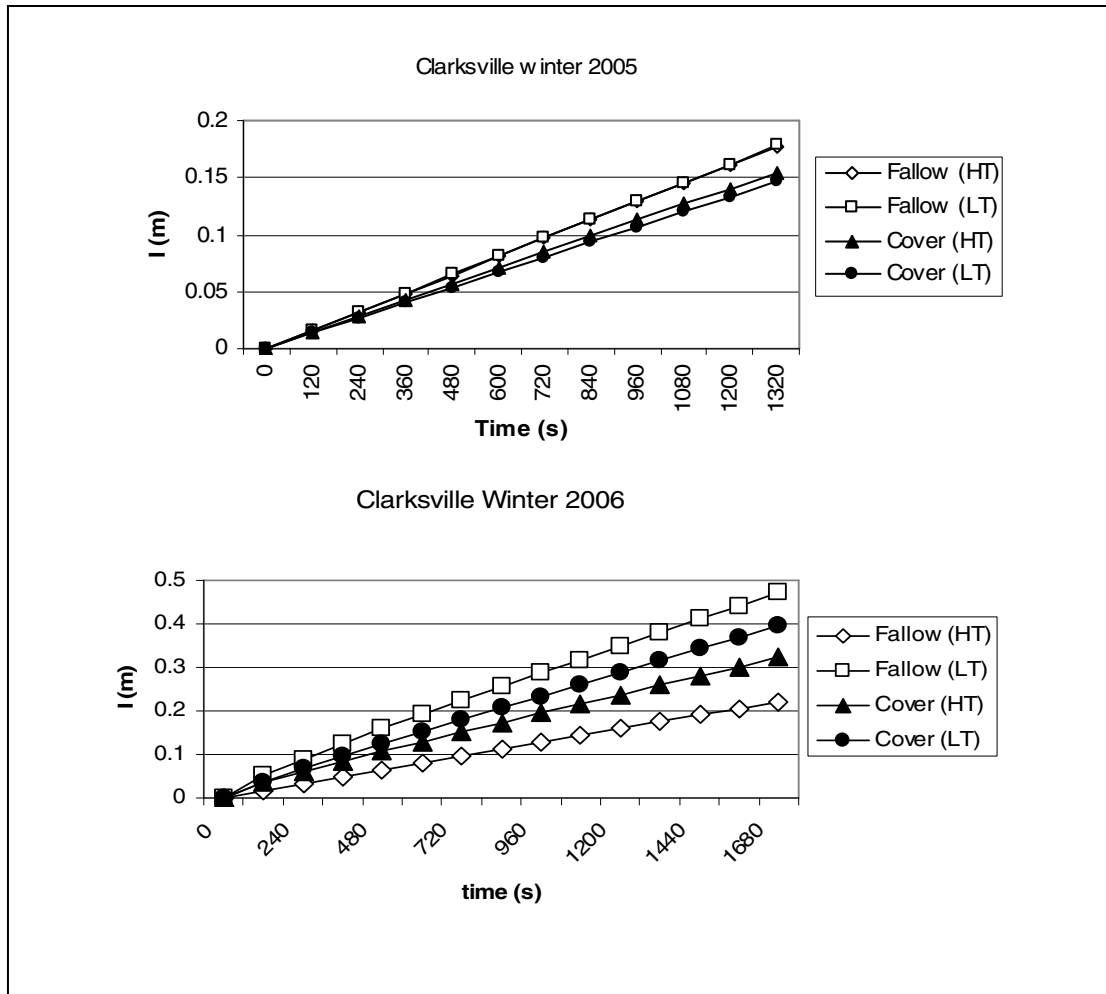 Clarksville winter 2005
0.2
0.15
0.1
0.05
0
I (m)
0
120
240
360
480
600
720
840
960
1080
1200
1320
Time (s)
Fallow (HT)
Fallow (LT)
Cover (HT)
Cover (LT)
Clarksville Winter 2006
0.5
0.4
0.3
0.2
0.1
0
I (m)
0
240
480
720
960
1200
1440
1680
time (s)
Fallow (HT)
Fallow (LT)
Cover (HT)
Cover (LT)